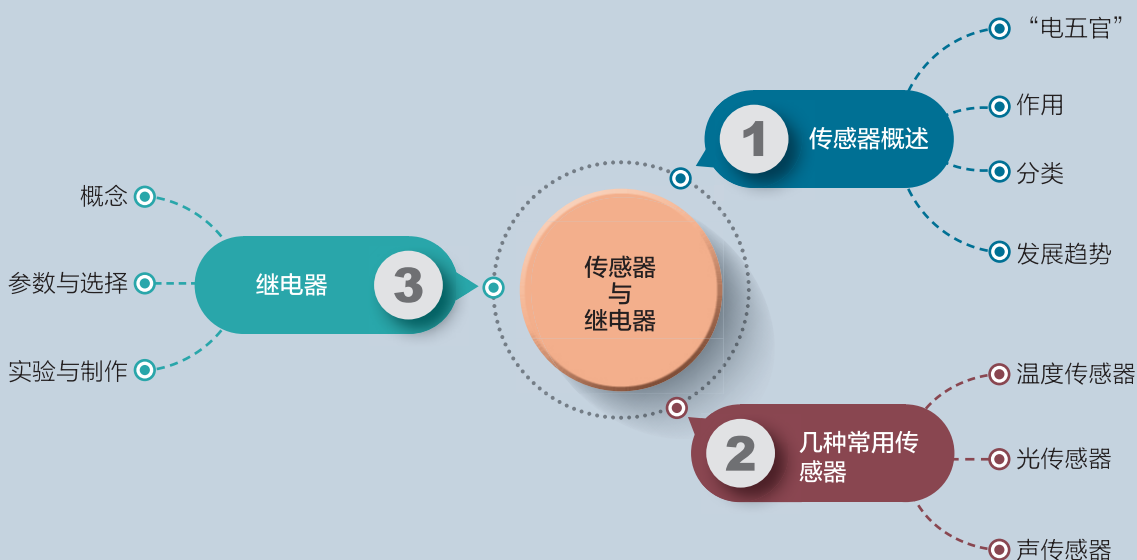 传感器
与
继电器
1
传感器概述
“电五官”
作用
分类
发展趋势
2
几种常用传
感器
温度传感器
光传感器
声传感器
3
继电器
概念
参数与选择
实验与制作